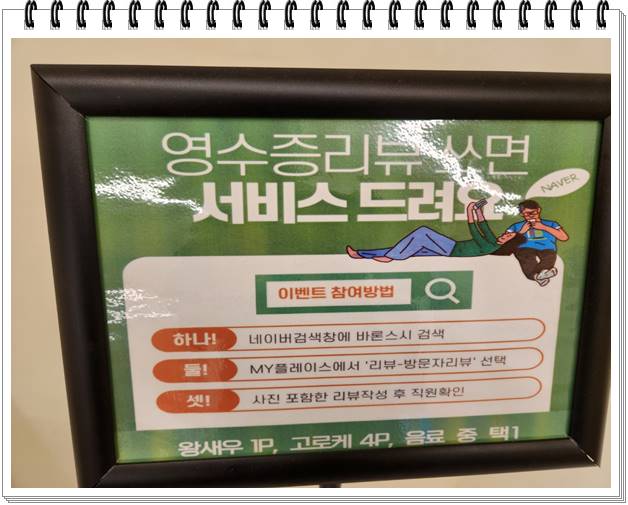 영수증리뷰 쓰면
서비스 드려요
NAVER
이벤트 참여방법
하나! 네이버검색창에 바론스시 검색
둘! MY플레이스에서 '리뷰-방문자리뷰' 선택
셋! 사진 포함한 리뷰작성 후 직원확인
왕새우 1P, 고로케 4P, 음료 중 택1